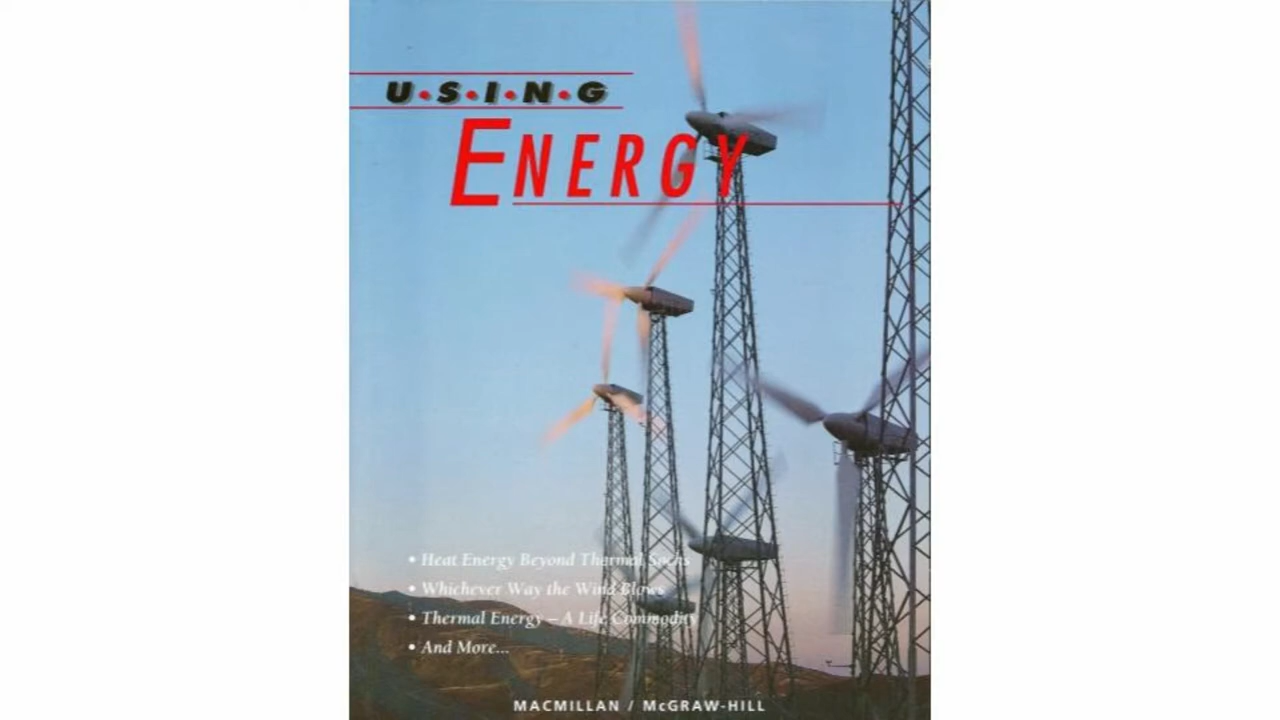 U•S•I•N•G
ENERGY
• Heat Energy Beyond Thermal Socks
• Whichever Way the Wind Blows
• Thermal Energy – A Life Commodity
• And More...
MACMILLAN / McGRAW-HILL